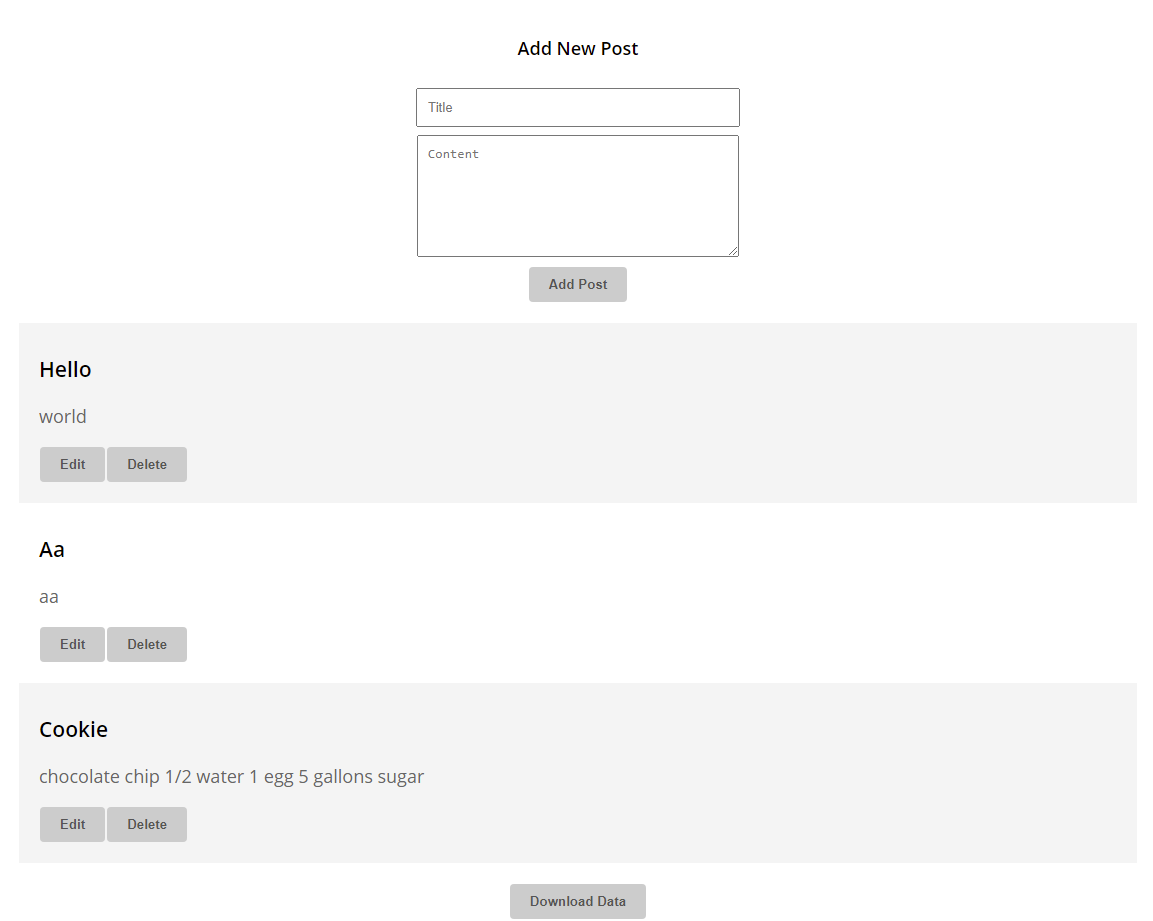 Add New Post
Title
Content
Add Post
Hello
world
Edit Delete
Aa
aa
Edit Delete
Cookie
chocolate chip 1/2 water 1 egg 5 gallons sugar
Edit Delete
Download Data